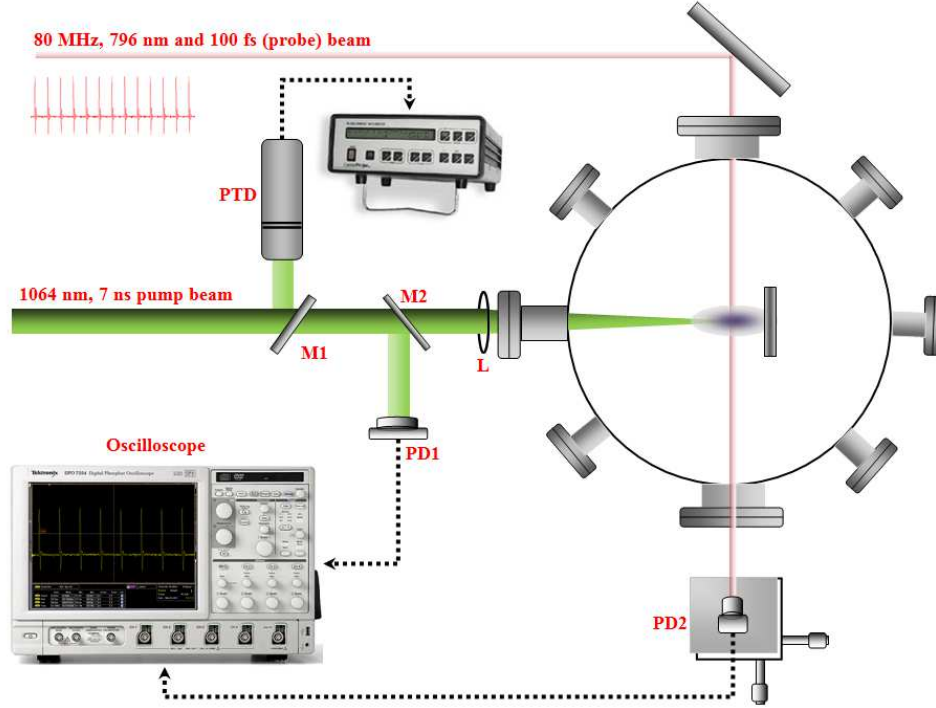 80 MHz, 796 nm and 100 fs (probe) beam
PTD
1064 nm, 7 ns pump beam
M2
M1
L
PD1
Oscilloscope
Tektronix
PD2